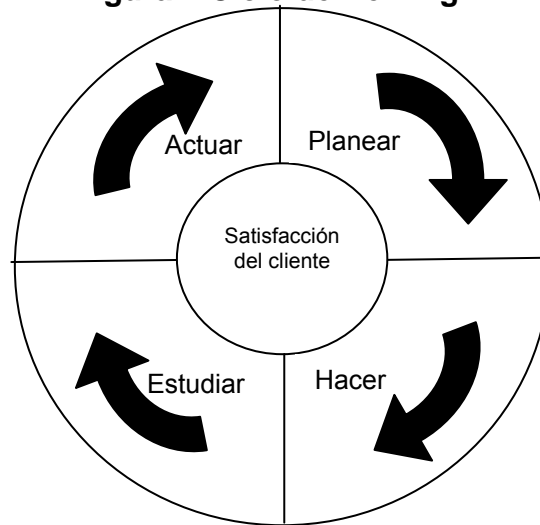 Actuar
Planear
Satisfacción
del cliente
Estudiar
Hacer